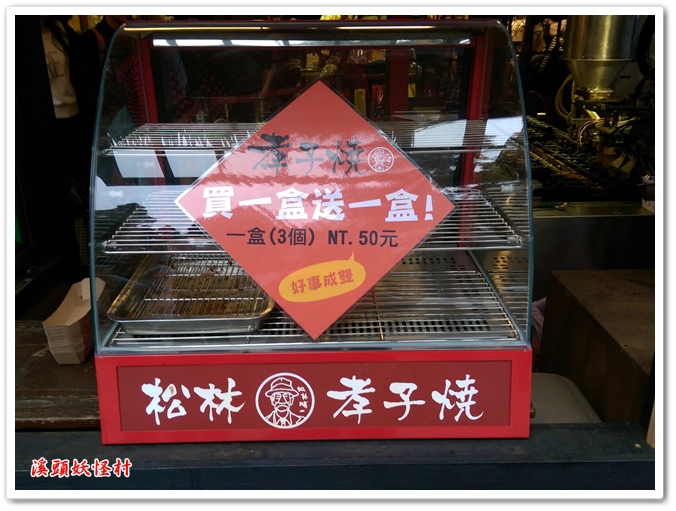 孝子燒
買一盒送一盒!
一盒(3個) NT.50元
好事成雙
松林 孝子燒
溪頭妖怪村